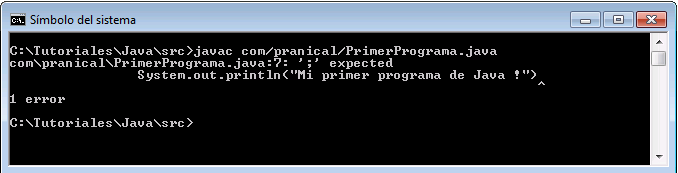 Símbolo del sistema
C:\Tutoriales\Java\src>javac com/pranical/PrimerPrograma.java
com\pranical\PrimerPrograma.java:7: ';' expected
System.out.println("Mi primer programa de Java !")
^
1 error
C:\Tutoriales\Java\src>